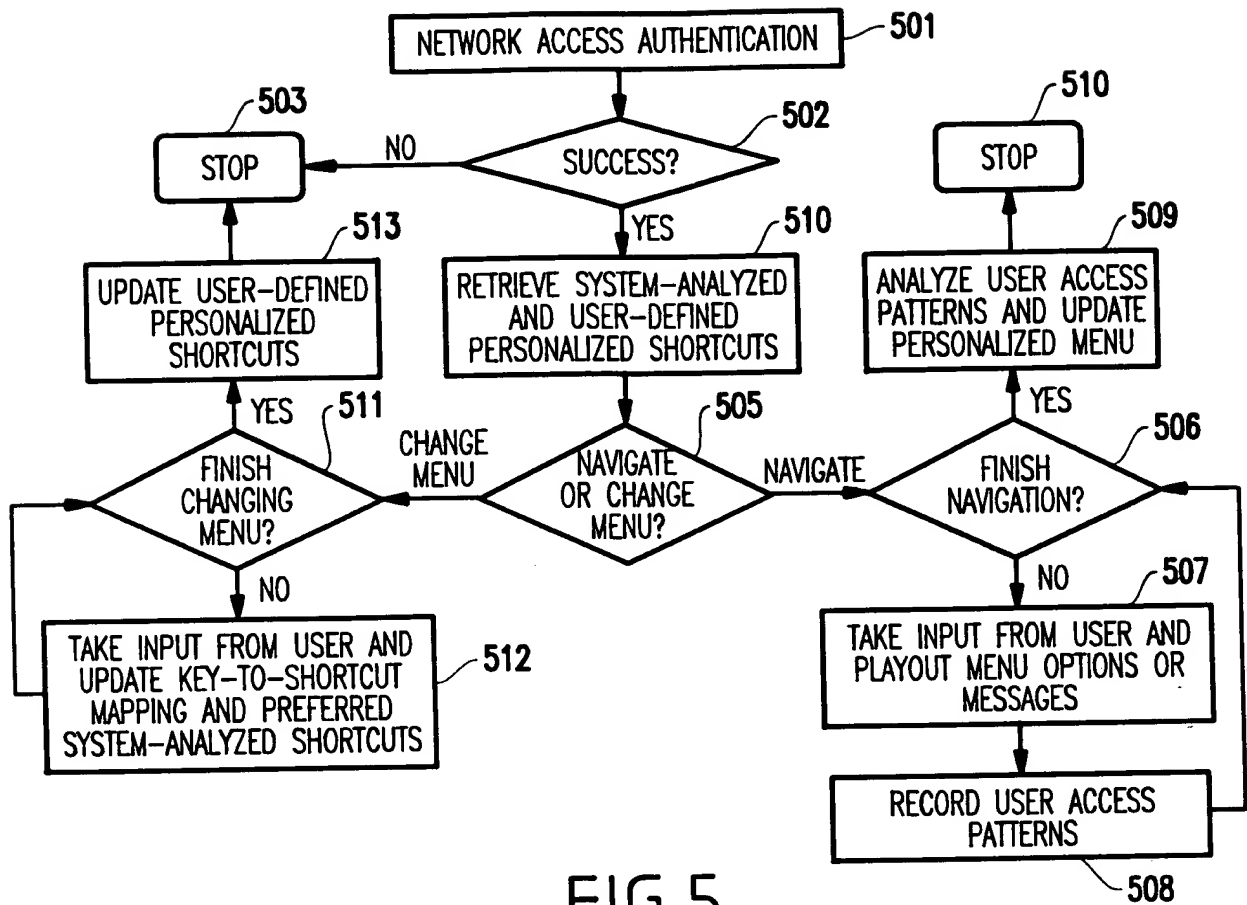 NETWORK ACCESS AUTHENTICATION
501
503
STOP
NO
502
SUCCESS?
510
STOP
YES
513
UPDATE USER-DEFINED
PERSONALIZED
SHORTCUTS
510
RETRIEVE SYSTEM-ANALYZED
AND USER-DEFINED
PERSONALIZED SHORTCUTS
509
ANALYZE USER ACCESS
PATTERNS AND UPDATE
PERSONALIZED MENU
YES
511
FINISH
CHANGING
MENU?
CHANGE
MENU
505
NAVIGATE
OR CHANGE
MENU?
NAVIGATE
YES
506
FINISH
NAVIGATION?
NO
512
TAKE INPUT FROM USER AND
UPDATE KEY-TO-SHORTCUT
MAPPING AND PREFERRED
SYSTEM-ANALYZED SHORTCUTS
NO
507
TAKE INPUT FROM USER AND
PLAYOUT MENU OPTIONS OR
MESSAGES
RECORD USER ACCESS
PATTERNS
508
FIG.5